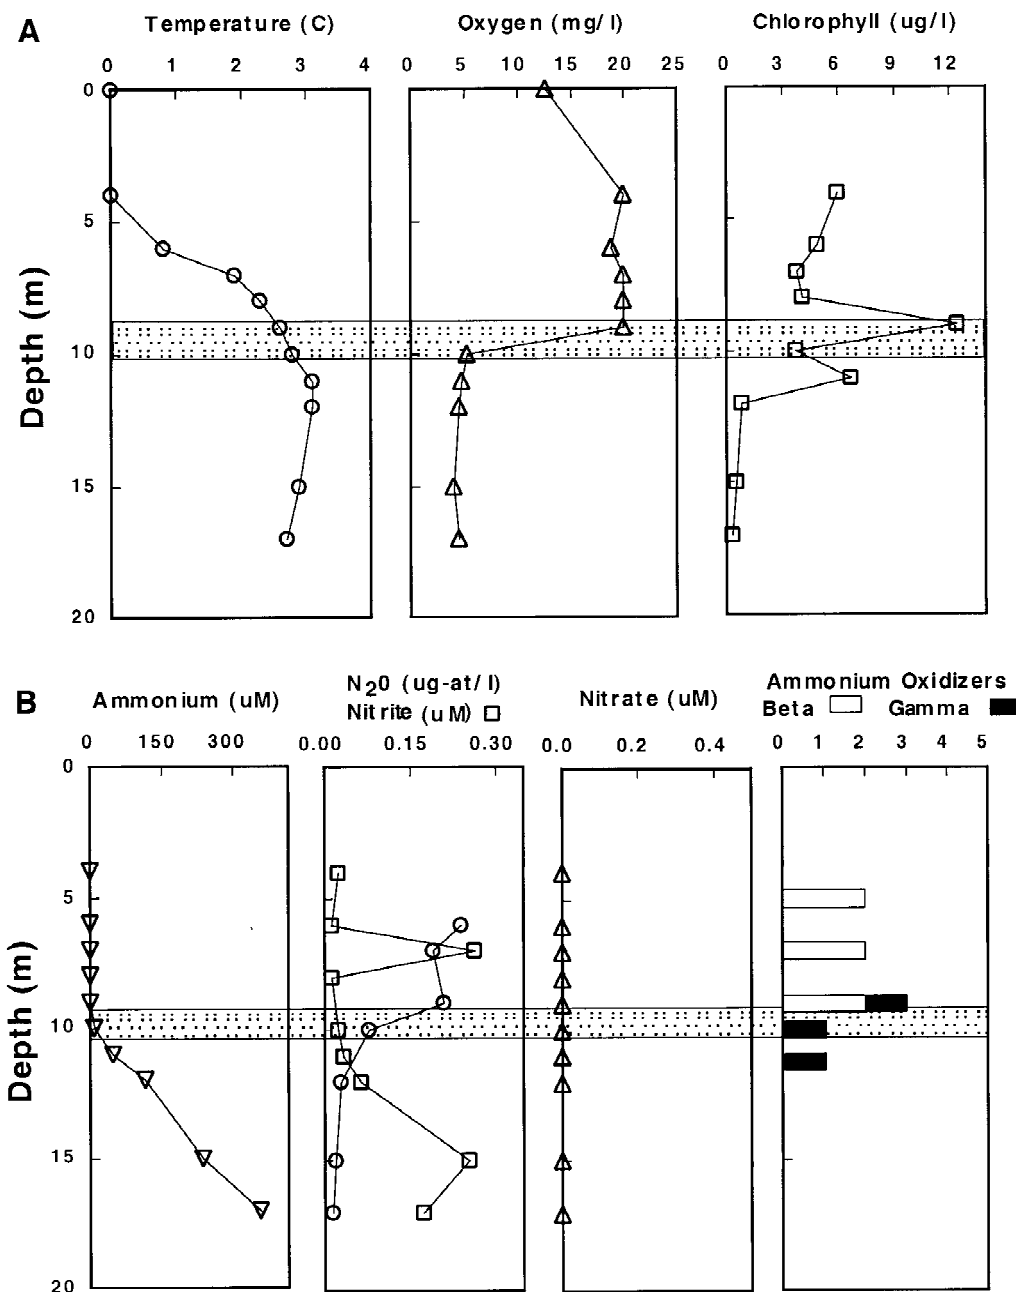 A
Temperature (C)
Oxygen (mg/l)
Chlorophyll (ug/l)
0 1 2 3 4
0 5 10 15 20 25
0 3 6 9 12
0
5
10
15
20
Depth (m)
B
Ammonium (uM)
N20 (ug-at/l)
Nitrite (uM)
Nitrate (uM)
Ammonium Oxidizers
Beta Gamma
0 150 300
0.00 0.15 0.30
0.0 0.2 0.4
0 1 2 3 4 5
0
5
10
15
20
Depth (m)